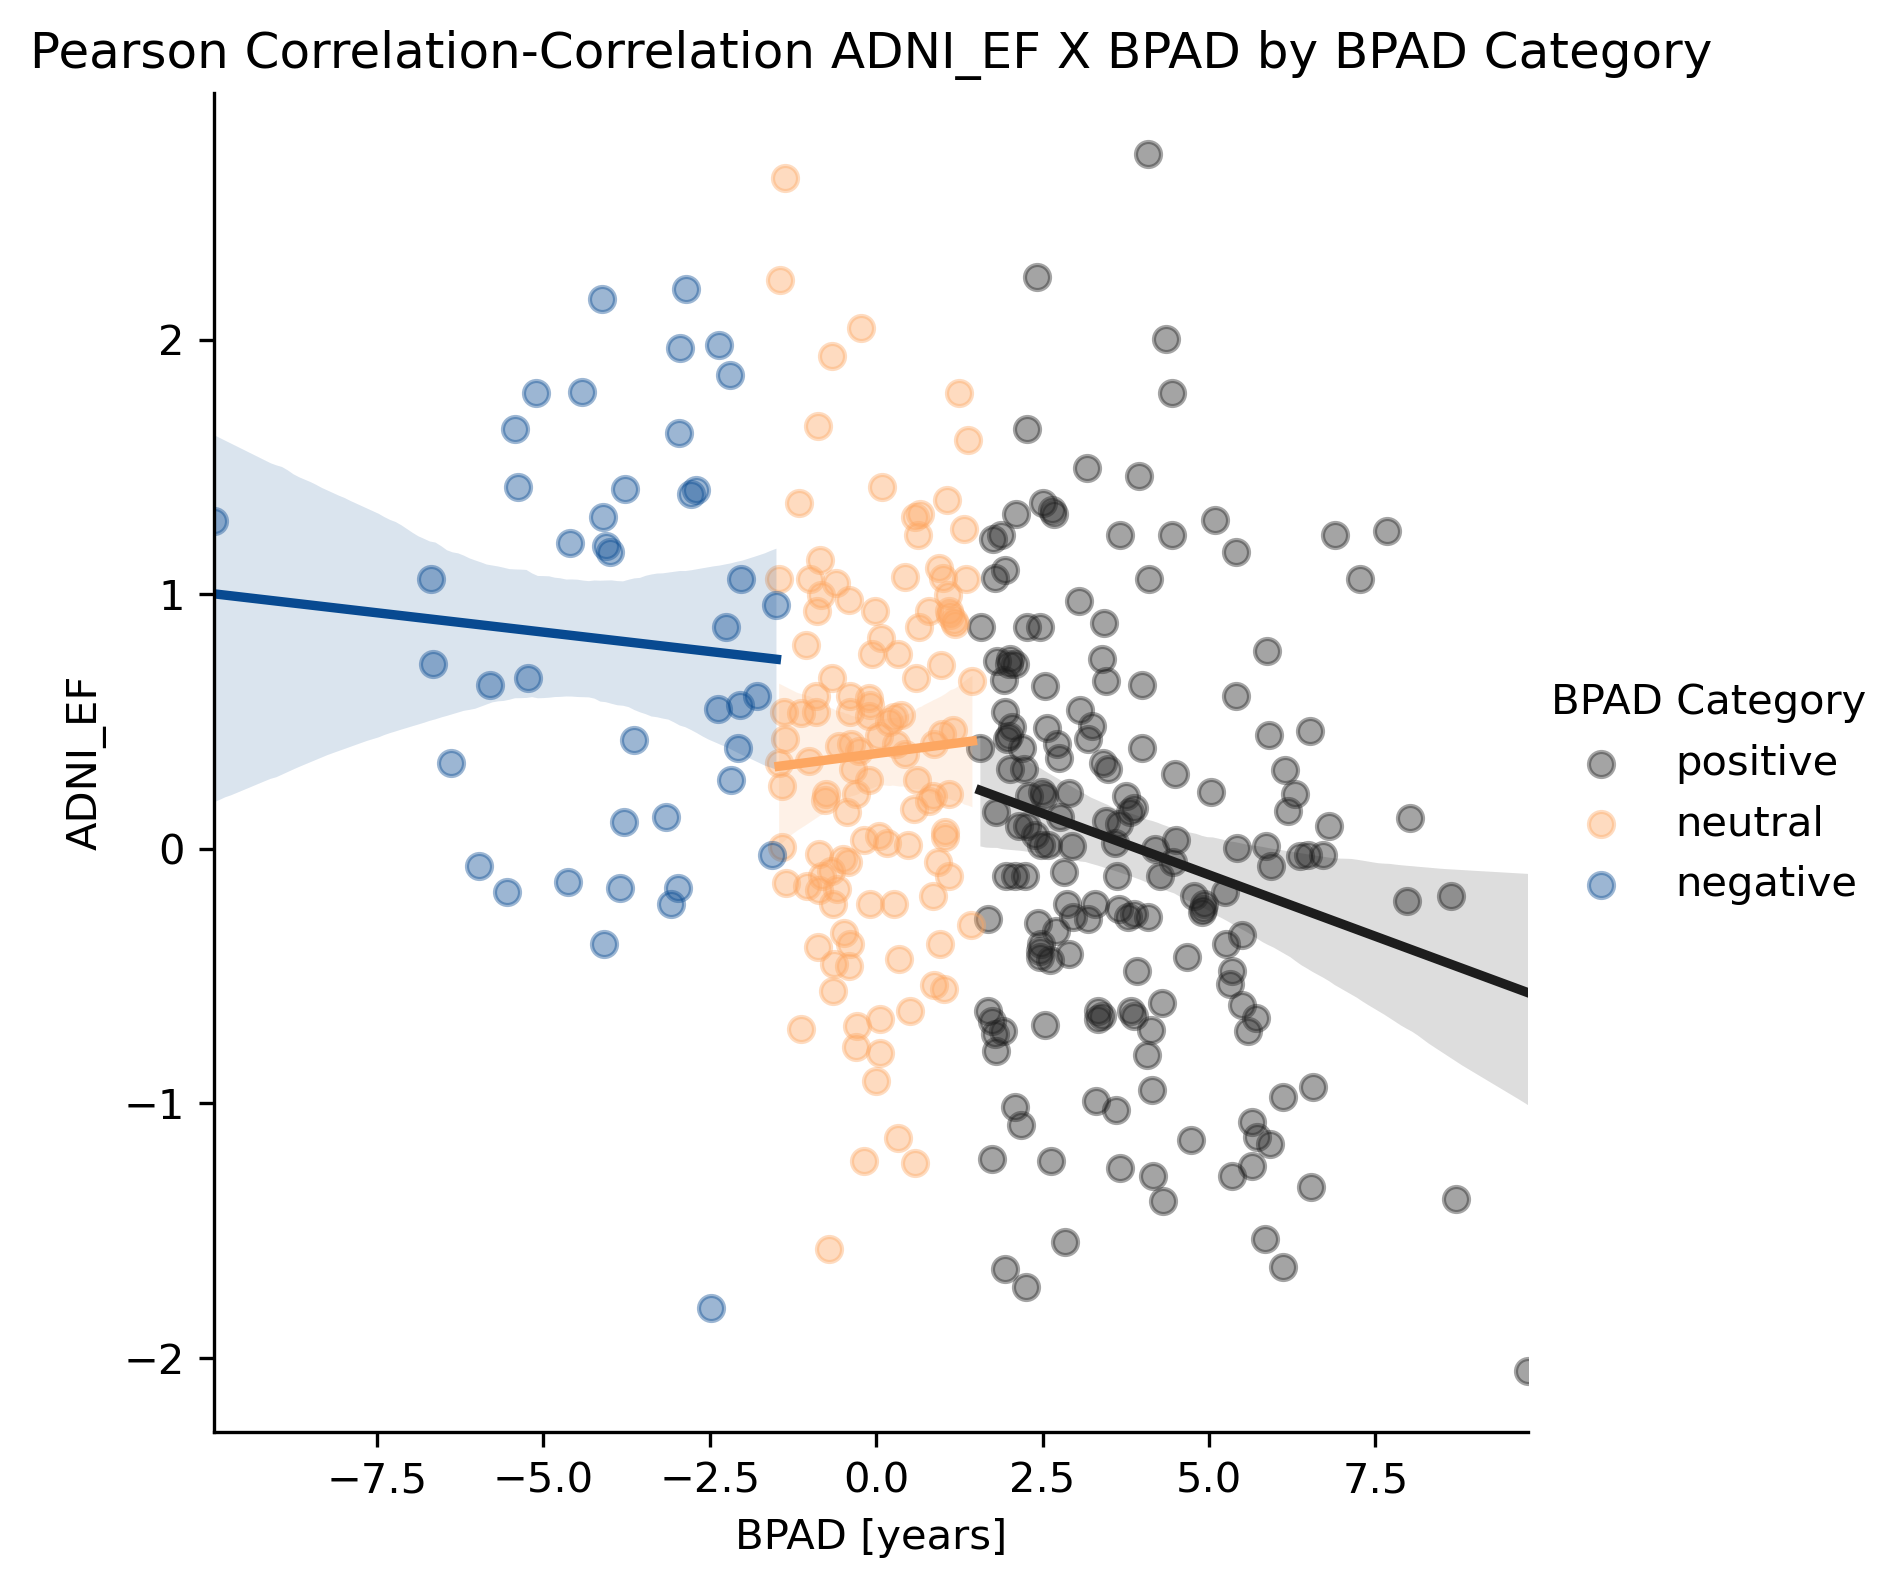 Pearson Correlation-Correlation ADNI_EF X BPAD by BPAD Category
ADNI_EF
2
1
0
−1
−2
−7.5 −5.0 −2.5 0.0 2.5 5.0 7.5
BPAD [years]
BPAD Category
positive
neutral
negative